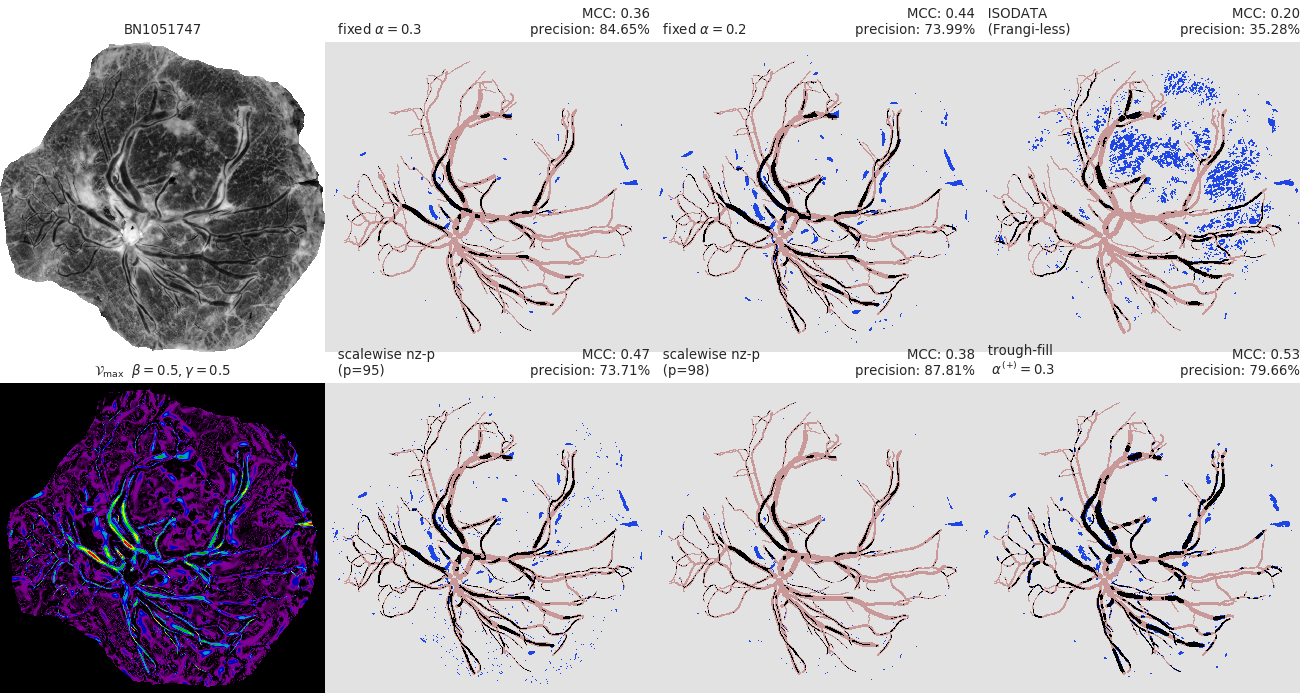 BN1051747
MCC: 0.36
fixed α = 0.3 precision: 84.65%
MCC: 0.44
fixed α = 0.2 precision: 73.99%
ISODATA MCC: 0.20
(Frangi-less) precision: 35.28%
𝒱max β = 0.5, γ = 0.5
scalewise nz-p MCC: 0.47
(p=95) precision: 73.71%
scalewise nz-p MCC: 0.38
(p=98) precision: 87.81%
trough-fill MCC: 0.53
α(+) = 0.3 precision: 79.66%